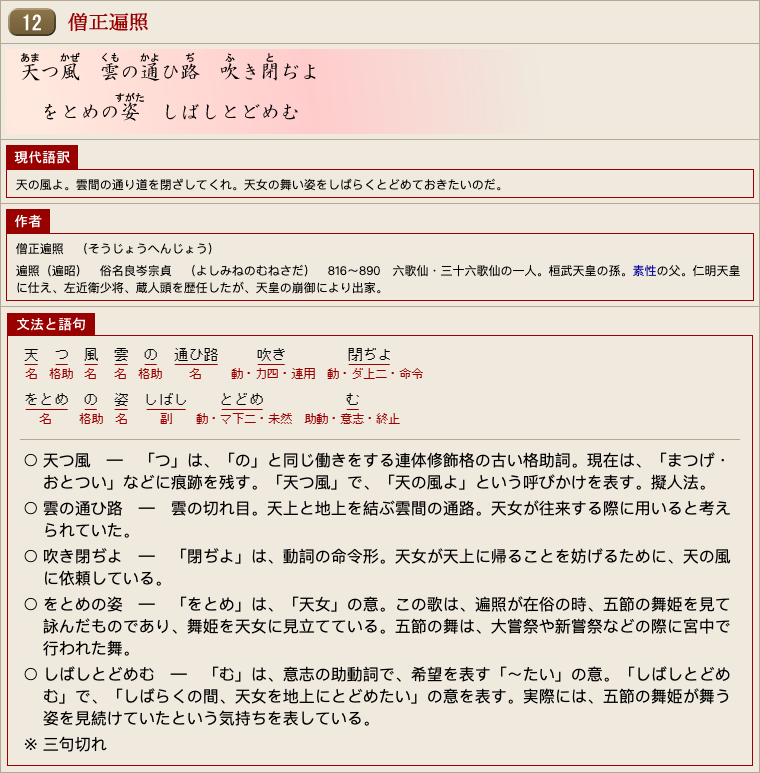 12 僧正遍照
あま かぜ くも かよ ぢ ふ と
天つ風 雲の通ひ路 吹き閉ぢよ
すがた
をとめの姿 しばしとどめむ
現代語訳
天の風よ。雲間の通り道を閉ざしてくれ。天女の舞い姿をしばらくとどめておきたいのだ。
作者
僧正遍照 （そうじょうへんじょう）
遍照（遍昭） 俗名良岑宗貞 （よしみねのむねさだ） 816～890 六歌仙・三十六歌仙の一人。桓武天皇の孫。素性の父。仁明天皇
に仕え、左近衛少将、蔵人頭を歴任したが、天皇の崩御により出家。
文法と語句
天 つ 風 雲 の 通ひ路 吹き 閉ぢよ
名 格助 名 名 格助 名 動・カ四・連用 動・ダ上二・命令
をとめ の 姿 しばし とどめ む
名 格助 名 副 動・マ下二・未然 助動・意志・終止
○ 天つ風 ― 「つ」は、「の」と同じ働きをする連体修飾格の古い格助詞。現在は、「まつげ・
おとつい」などに痕跡を残す。「天つ風」で、「天の風よ」という呼びかけを表す。擬人法。
○ 雲の通ひ路 ― 雲の切れ目。天上と地上を結ぶ雲間の通路。天女が往来する際に用いると考え
られていた。
○ 吹き閉ぢよ ― 「閉ぢよ」は、動詞の命令形。天女が天上に帰ることを妨げるために、天の風
に依頼している。
○ をとめの姿 ― 「をとめ」は、「天女」の意。この歌は、遍照が在俗の時、五節の舞姫を見て
詠んだものであり、舞姫を天女に見立てている。五節の舞は、大嘗祭や新嘗祭などの際に宮中で
行われた舞。
○ しばしとどめむ ― 「む」は、意志の助動詞で、希望を表す「～たい」の意。「しばしとどめ
む」で、「しばらくの間、天女を地上にとどめたい」の意を表す。実際には、五節の舞姫が舞う
姿を見続けていたという気持ちを表している。
※ 三句切れ